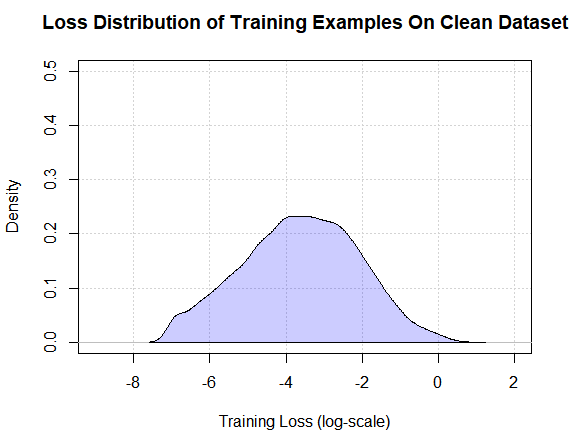 Loss Distribution of Training Examples On Clean Dataset
0.5
0.4
0.3
0.2
0.1
0.0
Density
-8 -6 -4 -2 0 2
Training Loss (log-scale)